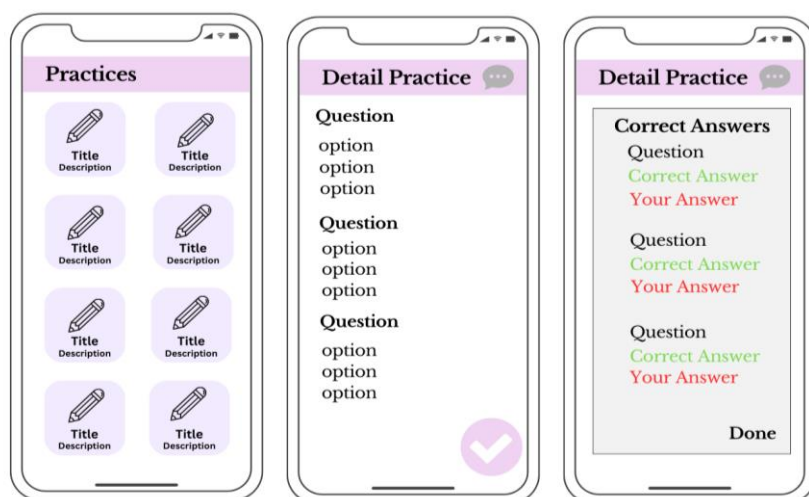 Practices
Title
Description
Title
Description
Title
Description
Title
Description
Title
Description
Title
Description
Title
Description
Title
Description
Detail Practice
Question
option
option
option
Question
option
option
option
Question
option
option
option
Detail Practice
Correct Answers
Question
Correct Answer
Your Answer
Question
Correct Answer
Your Answer
Question
Correct Answer
Your Answer
Done